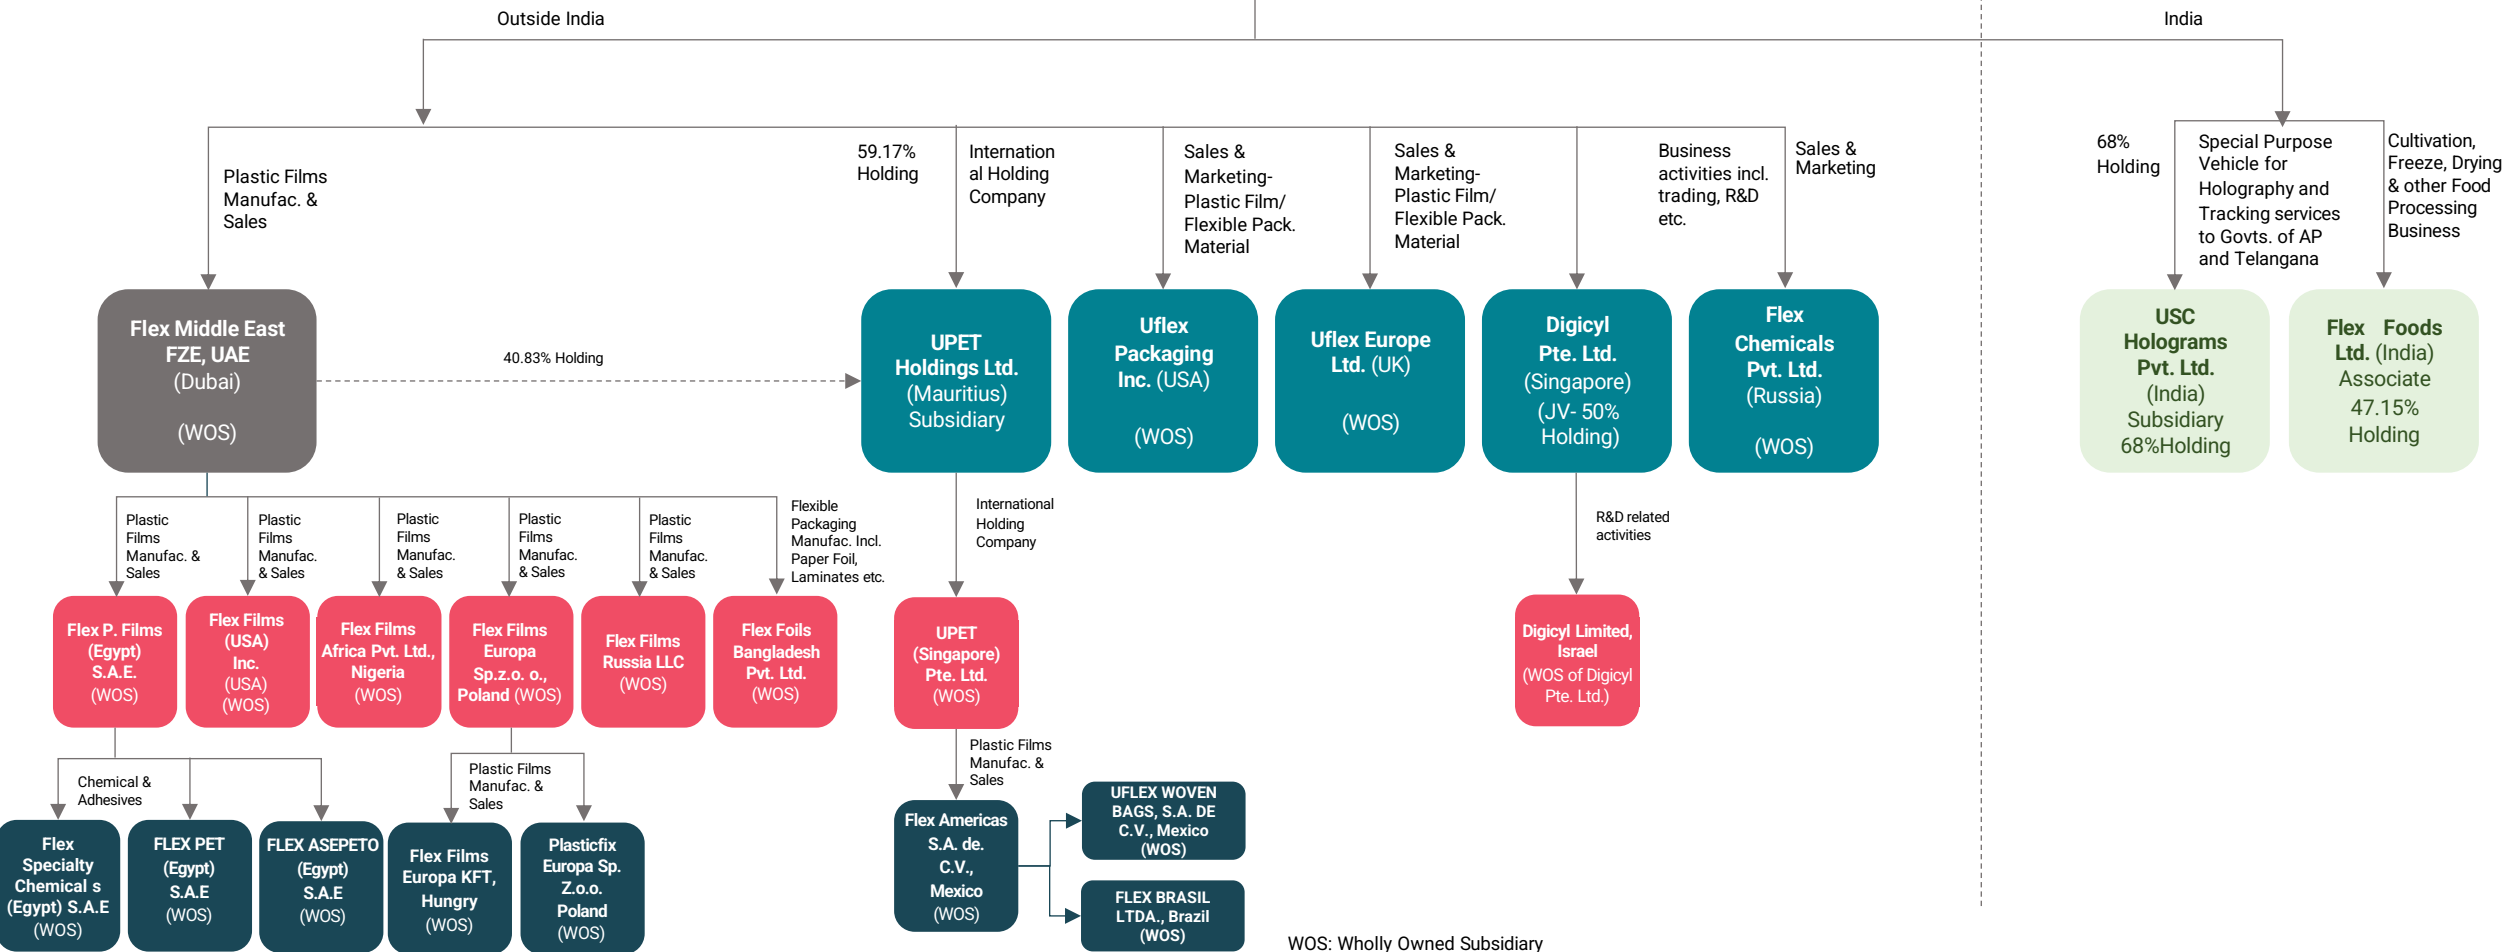 Outside India
India
Plastic Films
Manufac. &
Sales
59.17%
Holding
Internation
al Holding
Company
Sales &
Marketing-
Plastic Film/
Flexible Pack.
Material
Sales &
Marketing-
Plastic Film/
Flexible Pack.
Material
Business
activities incl.
trading, R&D
etc.
Sales &
Marketing
68%
Holding
Special Purpose
Vehicle for
Holography and
Tracking services
to Govts. of AP
and Telangana
Cultivation,
Freeze, Drying
& other Food
Processing
Business
Flex Middle East
FZE, UAE
(Dubai)
(WOS)
40.83% Holding
UPET
Holdings Ltd.
(Mauritius)
Subsidiary
Uflex
Packaging
Inc. (USA)
(WOS)
Uflex Europe
Ltd. (UK)
(WOS)
Digicyl
Pte. Ltd.
(Singapore)
(JV- 50%
Holding)
Flex
Chemicals
Pvt. Ltd.
(Russia)
(WOS)
USC
Holograms
Pvt. Ltd.
(India)
Subsidiary
68%Holding
Flex Foods
Ltd. (India)
Associate
47.15%
Holding
Plastic
Films
Manufac. &
Sales
Plastic
Films
Manufac.
& Sales
Plastic
Films
Manufac.
& Sales
Plastic
Films
Manufac.
& Sales
Plastic
Films
Manufac.
& Sales
Flexible
Packaging
Manufac. Incl.
Paper Foil,
Laminates etc.
International
Holding
Company
R&D related
activities
Flex P. Films
(Egypt)
S.A.E.
(WOS)
Flex Films
(USA)
Inc.
(USA)
(WOS)
Flex Films
Africa Pvt. Ltd.,
Nigeria
(WOS)
Flex Films
Europa
Sp.z.o. o.,
Poland (WOS)
Flex Films
Russia LLC
(WOS)
Flex Foils
Bangladesh
Pvt. Ltd.
(WOS)
UPET
(Singapore)
Pte. Ltd.
(WOS)
Digicyl Limited,
Israel
(WOS of Digicyl
Pte. Ltd.)
Chemical &
Adhesives
Plastic Films
Manufac. &
Sales
Plastic Films
Manufac. &
Sales
Flex
Specialty
Chemical s
(Egypt) S.A.E
(WOS)
FLEX PET
(Egypt)
S.A.E
(WOS)
FLEX ASEPETO
(Egypt)
S.A.E
(WOS)
Flex Films
Europa KFT,
Hungry
(WOS)
Plasticfix
Europa Sp.
Z.o.o.
Poland
(WOS)
Flex Americas
S.A. de.
C.V.,
Mexico
(WOS)
UFLEX WOVEN
BAGS, S.A. DE
C.V., Mexico
(WOS)
FLEX BRASIL
LTDA., Brazil
(WOS)
WOS: Wholly Owned Subsidiary